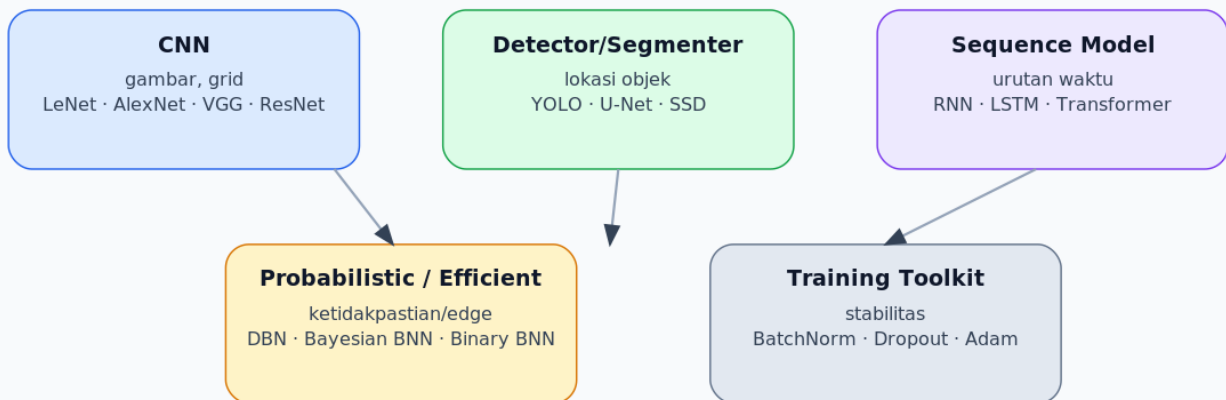 CNN
gambar, grid
LeNet · AlexNet · VGG · ResNet
Detector/Segmenter
lokasi objek
YOLO · U-Net · SSD
Sequence Model
urutan waktu
RNN · LSTM · Transformer
Probabilistic / Efficient
ketidakpastian/edge
DBN · Bayesian BNN · Binary BNN
Training Toolkit
stabilitas
BatchNorm · Dropout · Adam